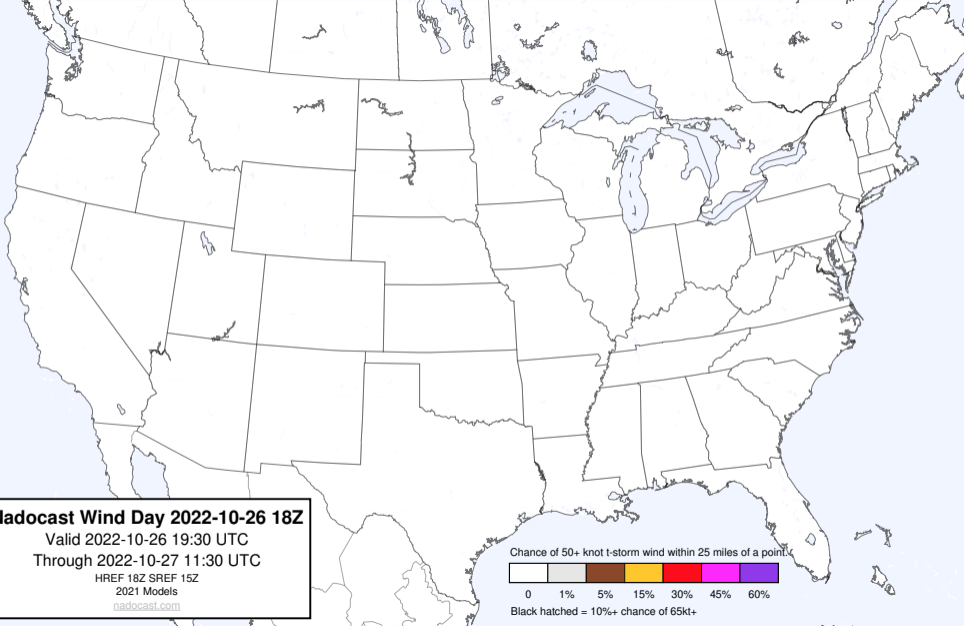 ladocast Wind Day 2022-10-26 18Z
Valid 2022-10-26 19:30 UTC
Through 2022-10-27 11:30 UTC
HREF 18Z SREF 15Z
2021 Models
nadocast.com
Chance of 50+ knot t-storm wind within 25 miles of a point.
0 1% 5% 15% 30% 45% 60%
Black hatched = 10%+ chance of 65kt+